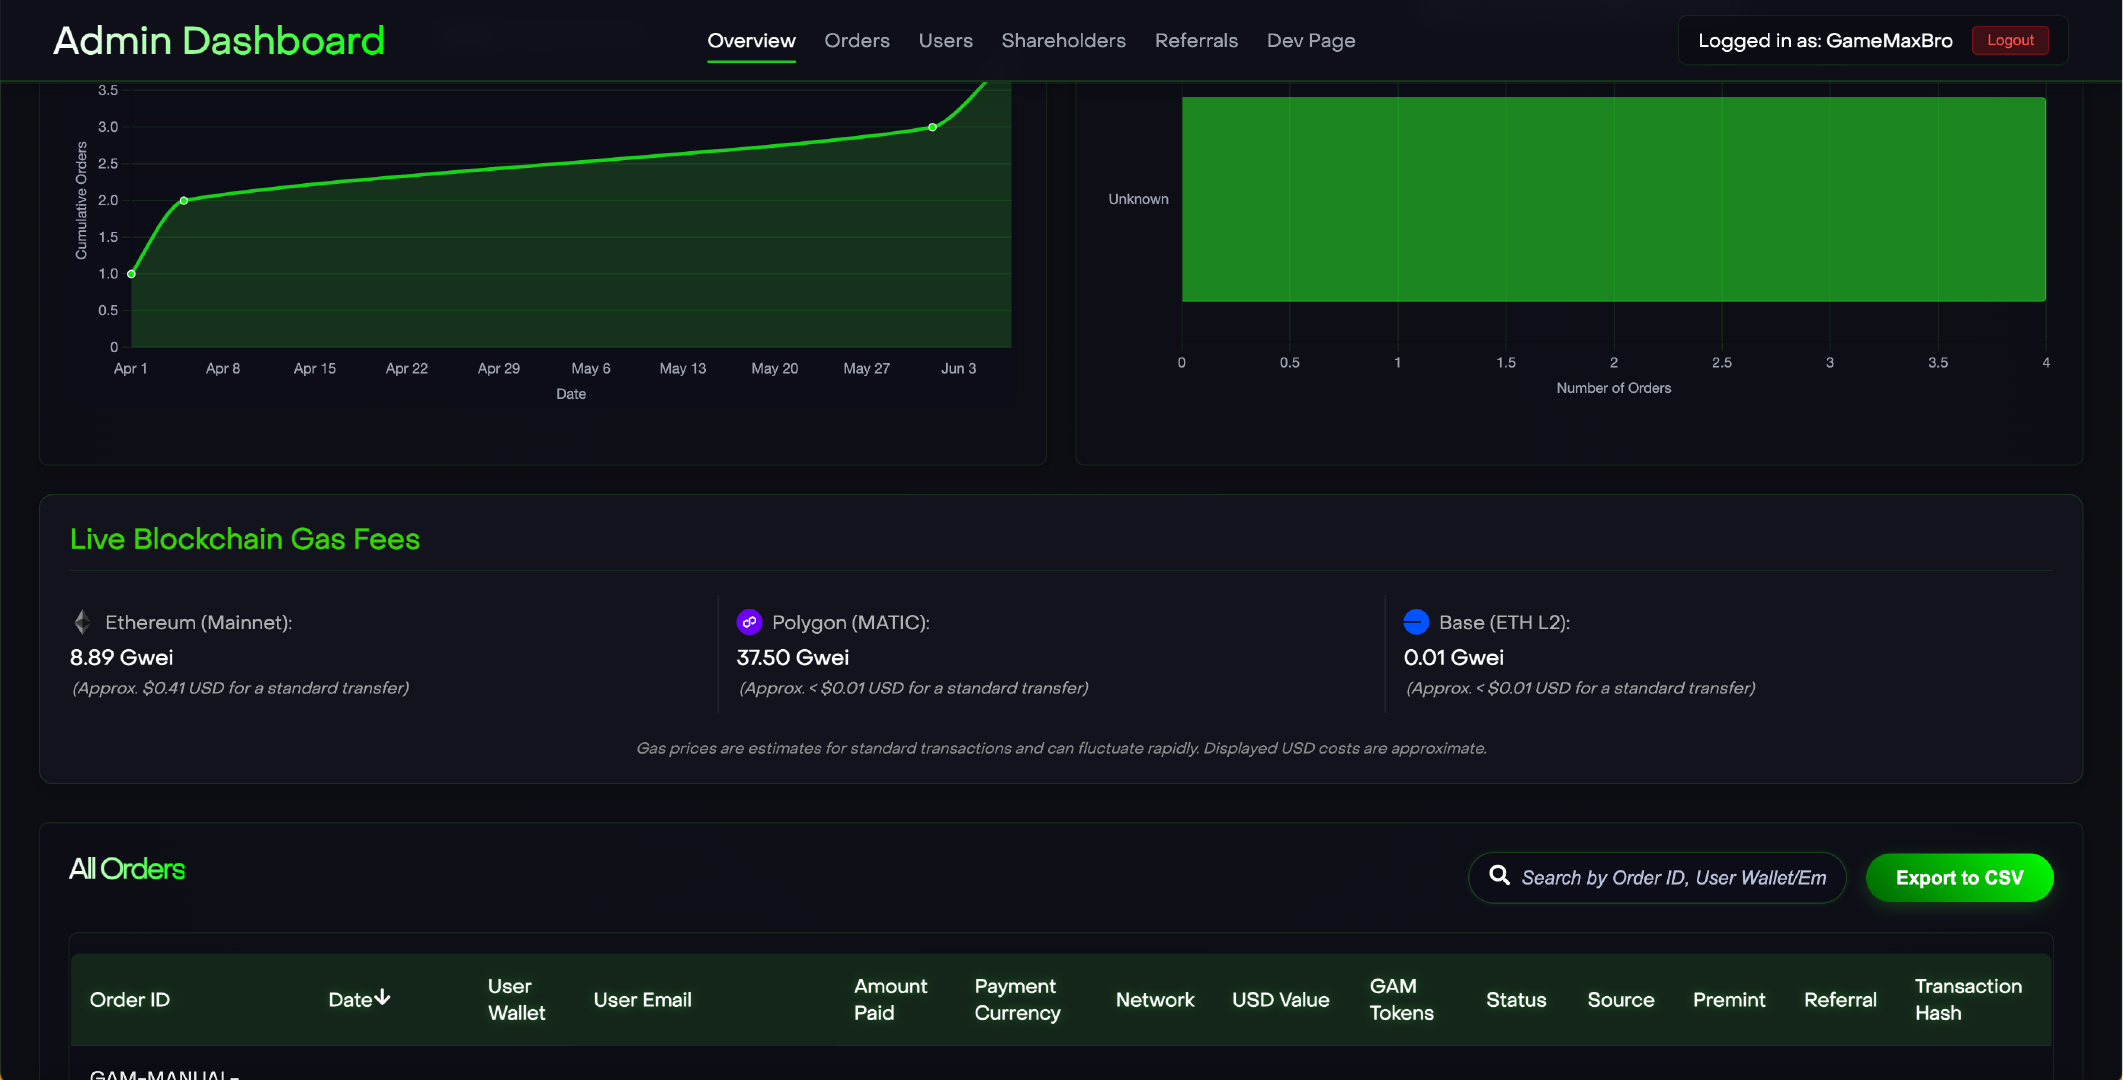 Admin Dashboard
Overview Orders Users Shareholders Referrals Dev Page
Logged in as: GameMaxBro Logout
3.5
3.0
2.5
2.0
1.5
1.0
0.5
0
Cumulative Orders
Apr 1 Apr 8 Apr 15 Apr 22 Apr 29 May 6 May 13 May 20 May 27 Jun 3
Date
Unknown
0 0.5 1 1.5 2 2.5 3 3.5 4
Number of Orders
Live Blockchain Gas Fees
Ethereum (Mainnet):
8.89 Gwei
(Approx. $0.41 USD for a standard transfer)
Polygon (MATIC):
37.50 Gwei
(Approx. < $0.01 USD for a standard transfer)
Base (ETH L2):
0.01 Gwei
(Approx. < $0.01 USD for a standard transfer)
Gas prices are estimates for standard transactions and can fluctuate rapidly. Displayed USD costs are approximate.
All Orders
Search by Order ID, User Wallet/Em
Export to CSV
Order ID
Date
User
Wallet
User Email
Amount
Paid
Payment
Currency
Network
USD Value
GAM
Tokens
Status
Source
Premint
Referral
Transaction
Hash
GAM-MANUAL-